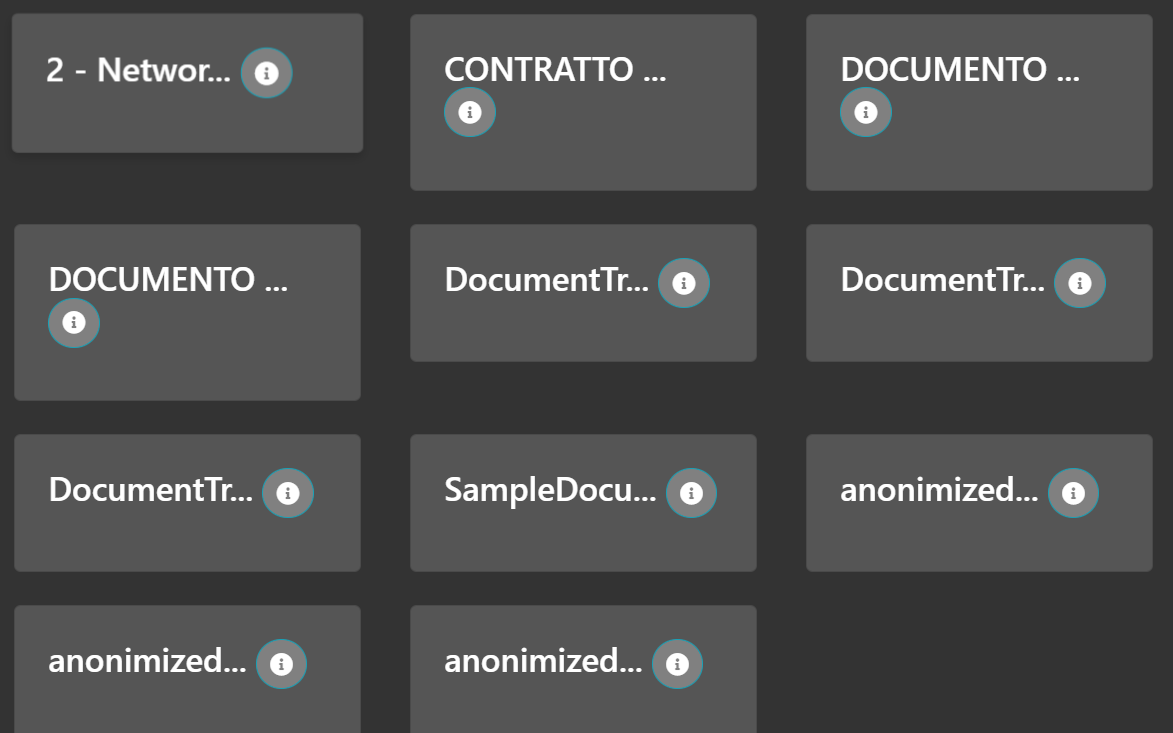 2 - Networ...
CONTRATTO ...
DOCUMENTO ...
DOCUMENTO ...
DocumentTr...
DocumentTr...
DocumentTr...
SampleDocu...
anonimized...
anonimized...
anonimized...